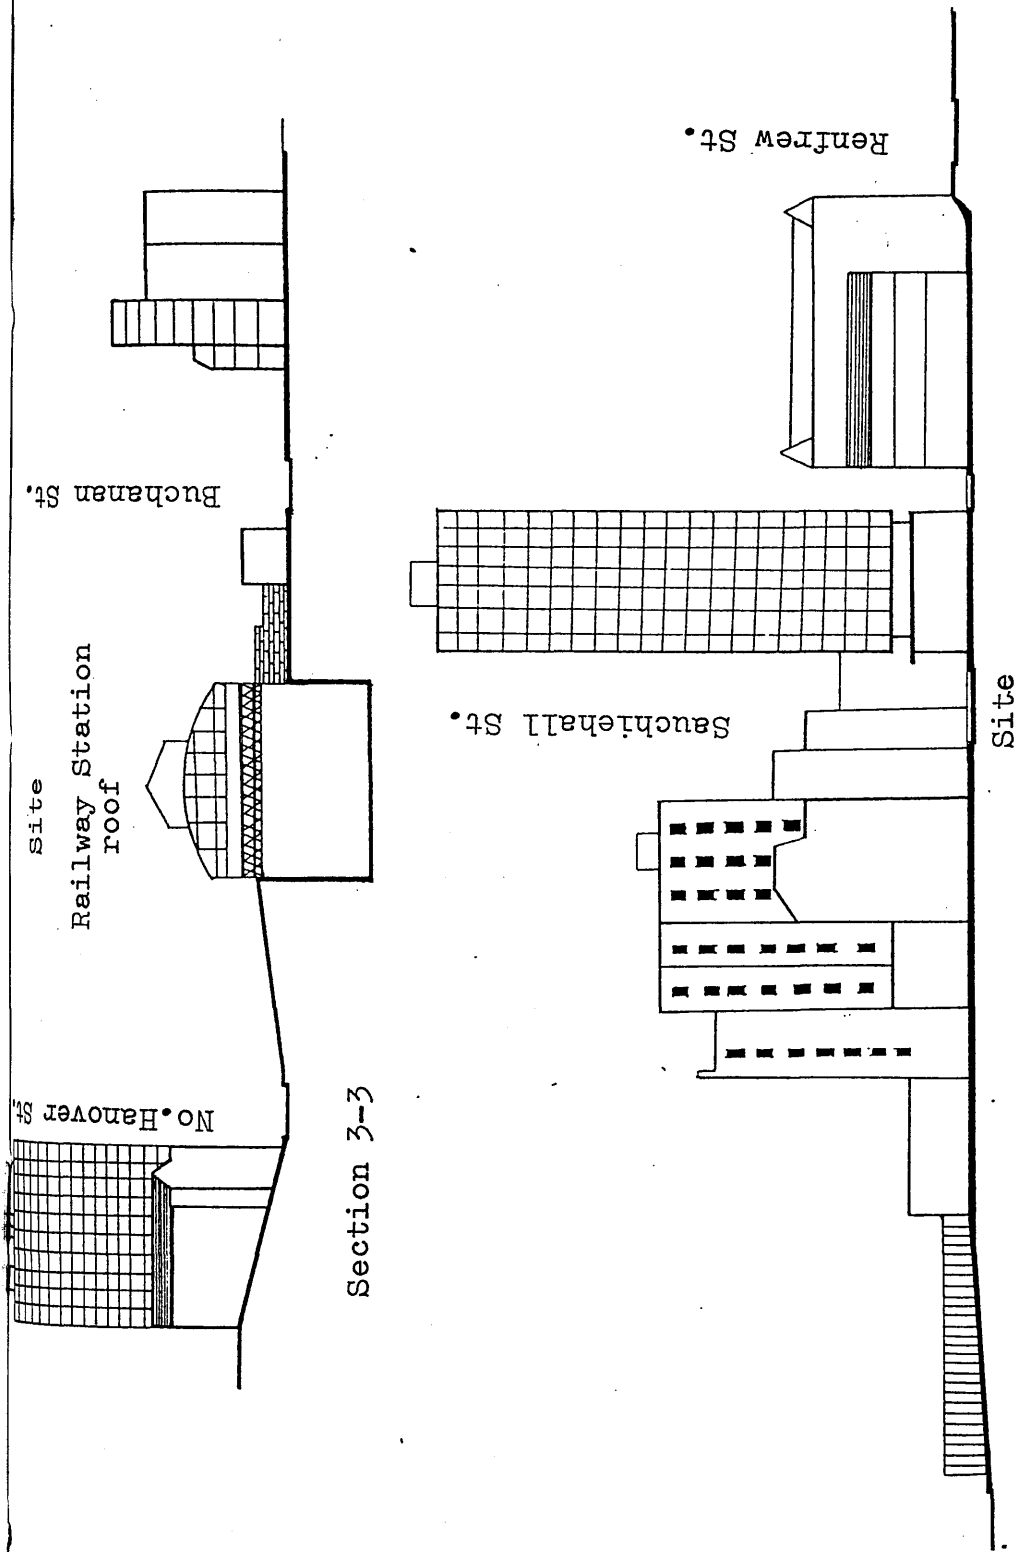 No. Hanover St.
Site
Railway Station
roof
Buchanan St.
Section 3-3
Sauchiehall St.
Renfrew St.
Site